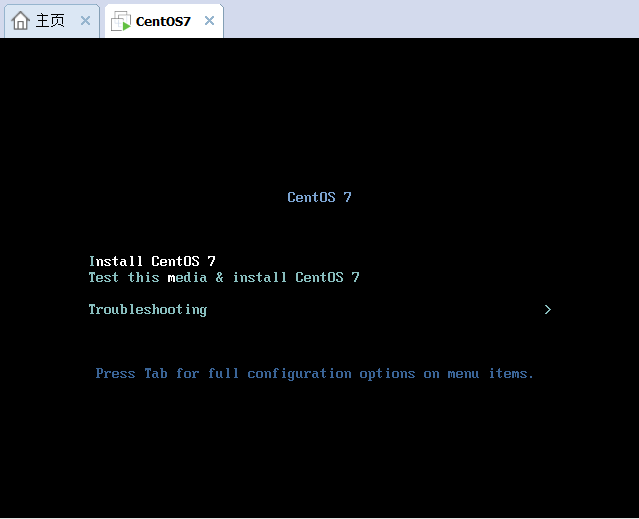 主页
CentOS7
CentOS 7
Install CentOS 7
Test this media & install CentOS 7
Troubleshooting >
Press Tab for full configuration options on menu items.